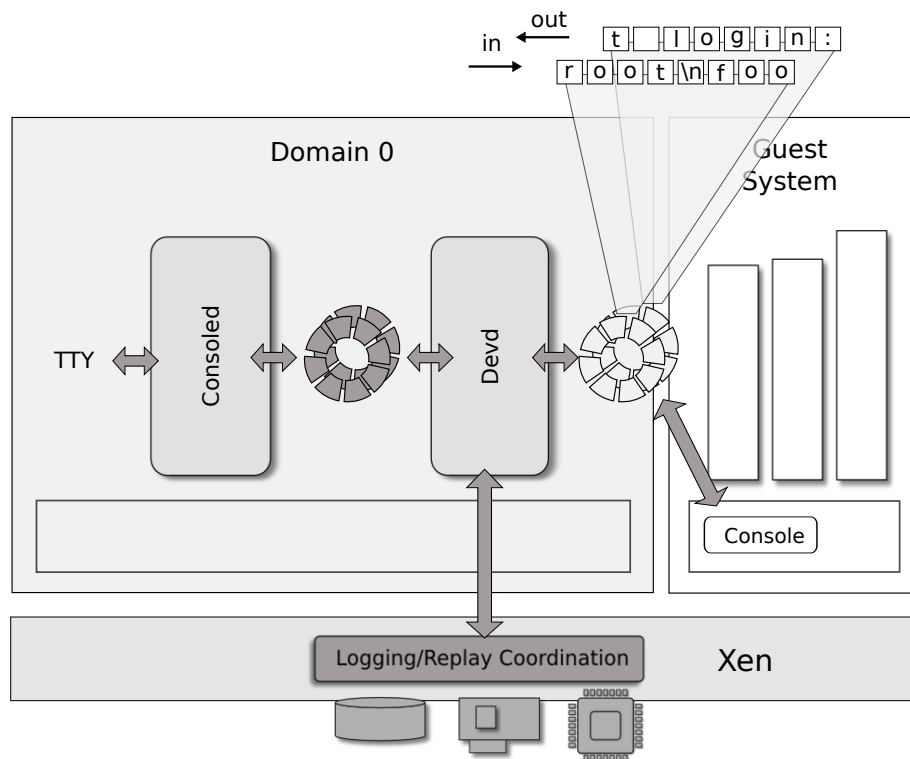 out
in
t login:
root\nfoo
Domain 0
Guest
System
TTY
Consoled
Devd
Console
Logging/Replay Coordination
Xen